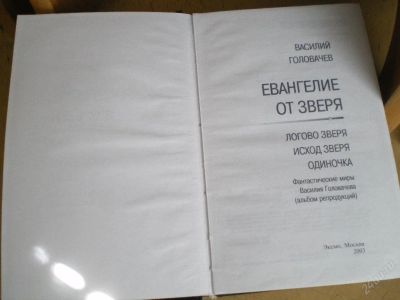 ВАСИЛИЙ
ГОЛОВАЧЕВ
ЕВАНГЕЛИЕ
ОТ ЗВЕРЯ
ЛОГОВО ЗВЕРЯ
ИСХОД ЗВЕРЯ
ОДИНОЧКА
Фантастические миры
Василия Головачева
(альбом репродукций)
Эксмо, Москва
2003